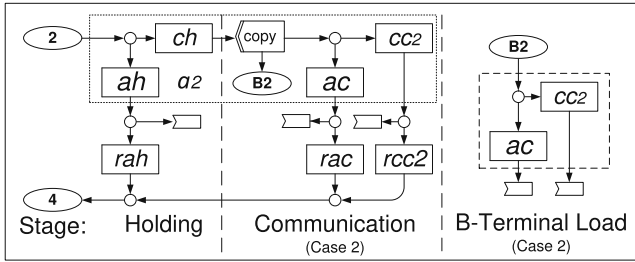 2
ch
copy
cc2
B2
ah
a2
B2
ac
cc2
ac
rah
rac
rcc2
4
Stage:
Holding
Communication
B-Terminal Load
(Case 2)
(Case 2)